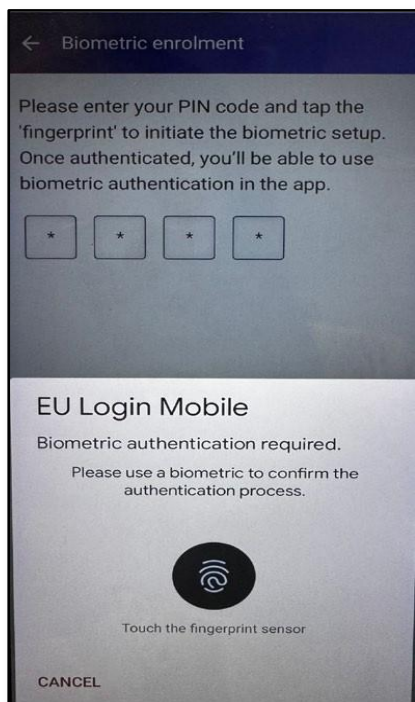 ← Biometric enrolment
Please enter your PIN code and tap the
'fingerprint' to initiate the biometric setup.
Once authenticated, you'll be able to use
biometric authentication in the app.
* * * *
EU Login Mobile
Biometric authentication required.
Please use a biometric to confirm the
authentication process.
Touch the fingerprint sensor
CANCEL